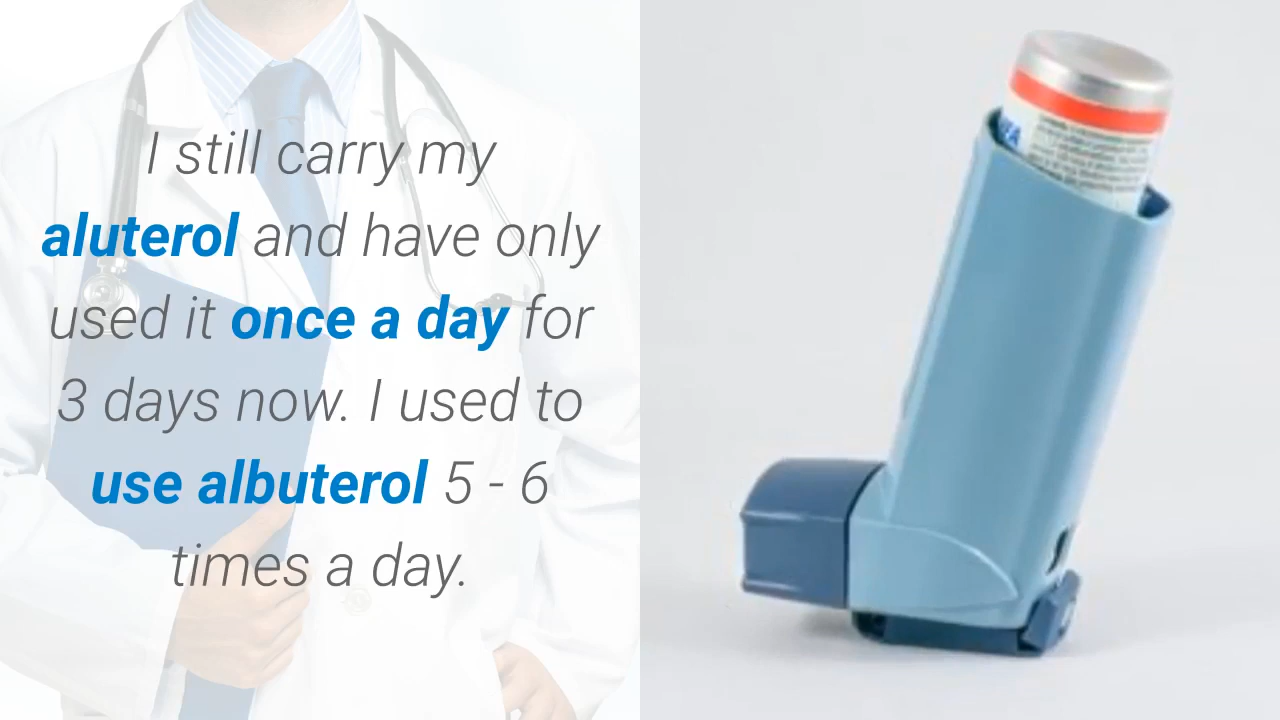 I still carry my
aluterol and have only
used it once a day for
3 days now. I used to
use albuterol 5 - 6
times a day.